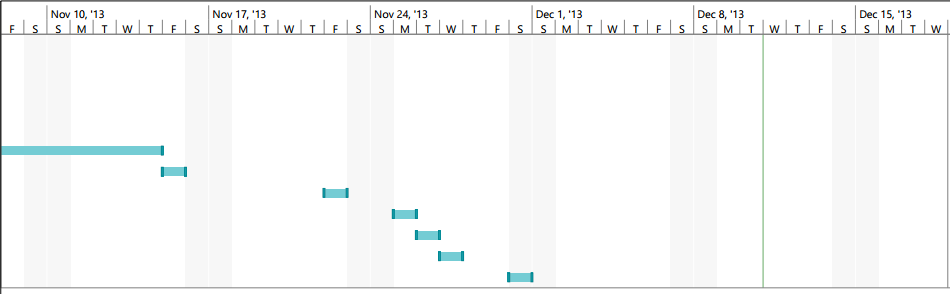 Nov 10, '13 Nov 17, '13 Nov 24, '13 Dec 1, '13 Dec 8, '13 Dec 15, '13
F S S M T W T F S S M T W T F S S M T W T F S S M T W T F S S M T W T F S S M T W